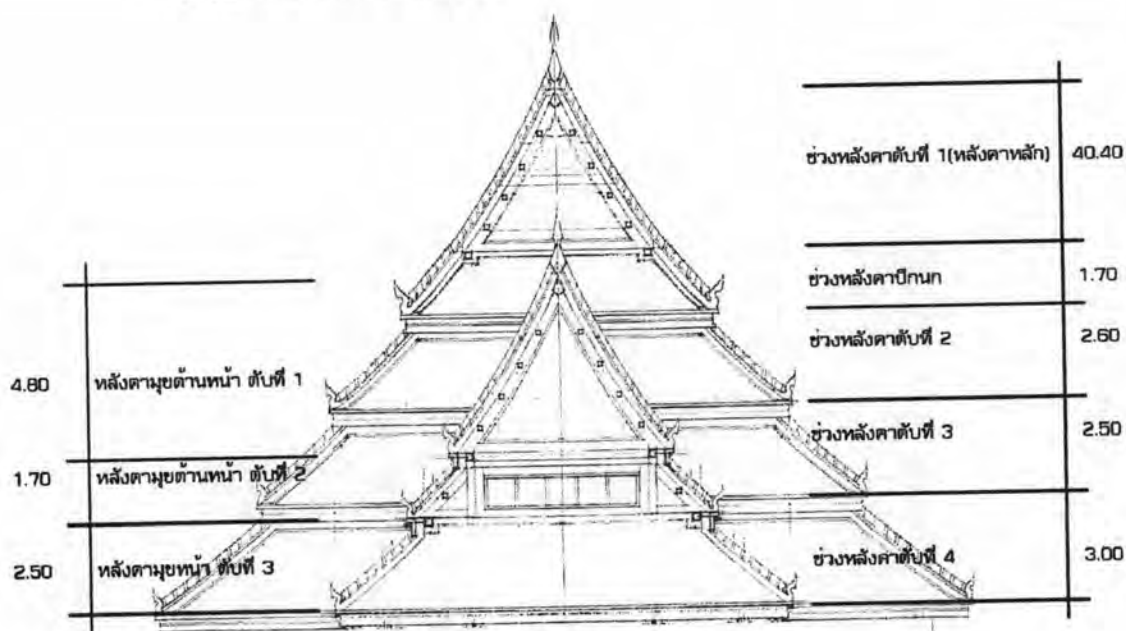 ช่วงหลังคาตับที่ 1(หลังคาหลัก) 40.40
ช่วงหลังคาปีกนก 1.70
ช่วงหลังคาตับที่ 2 2.60
ช่วงหลังคาตับที่ 3 2.50
ช่วงหลังคาตับที่ 4 3.00
4.80 หลังคามุขด้านหน้า ตับที่ 1
1.70 หลังคามุขด้านหน้า ตับที่ 2
2.50 หลังคามุขหน้า ตับที่ 3